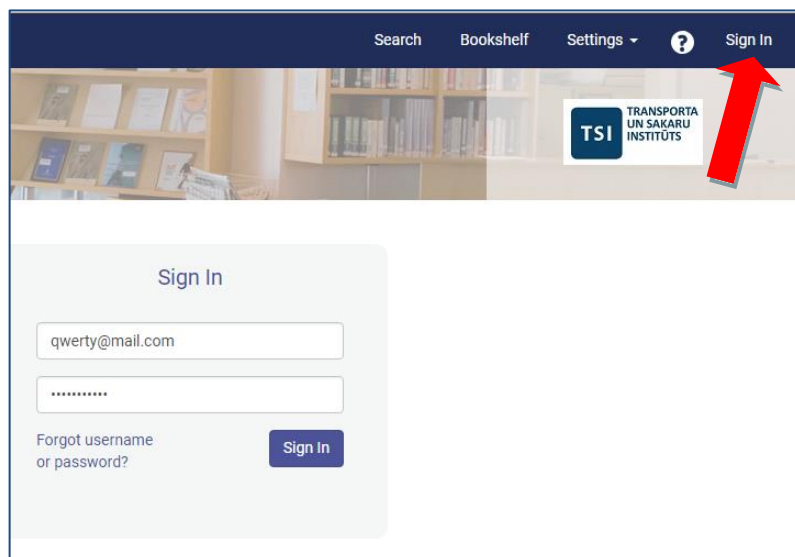 Search Bookshelf Settings ? Sign In
TSI
TRANSPORTA
UN SAKARU
INSTITŪTS
Sign In
qwerty@mail.com
•••••••••••
Forgot username
or password?
Sign In